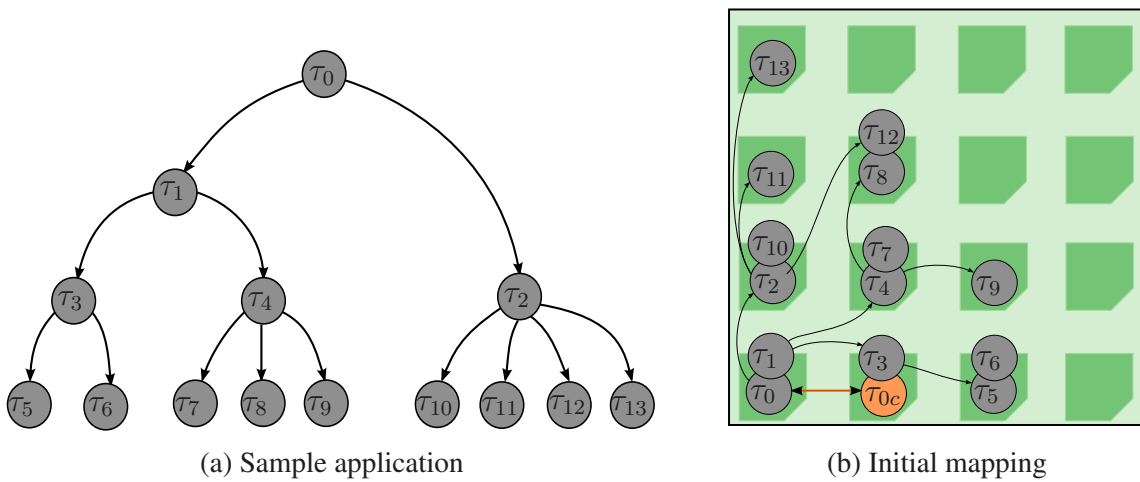 τ0
τ1
τ3
τ4
τ2
τ5
τ6
τ7
τ8
τ9
τ10
τ11
τ12
τ13
(a) Sample application
τ13
τ12
τ11
τ8
τ10
τ7
τ2
τ4
τ9
τ1
τ3
τ6
τ0
τ0c
τ5
(b) Initial mapping